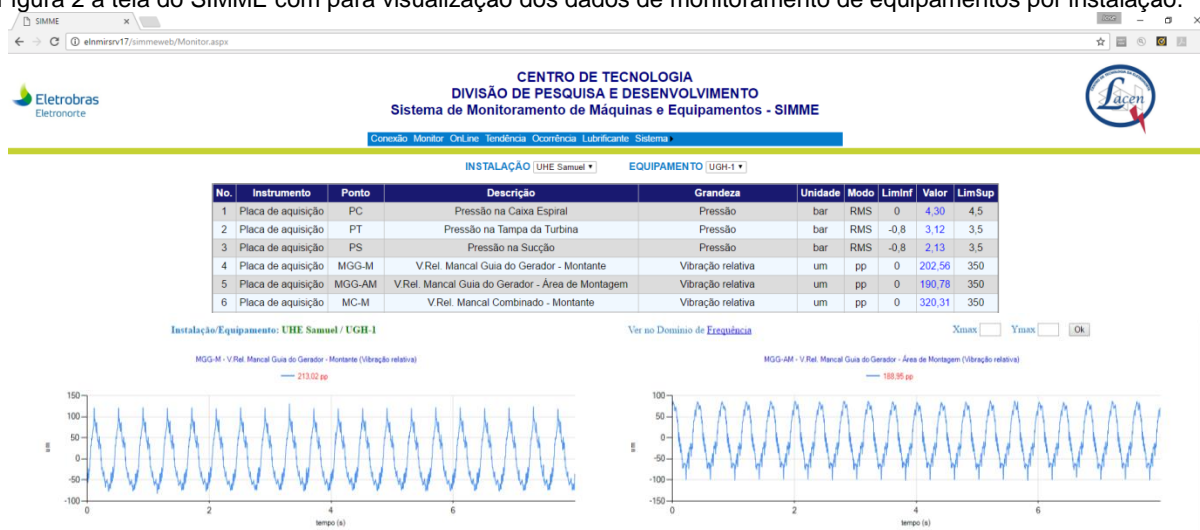 Figura 2 a tela do SIMME com para visualização dos dados de monitoramento de equipamentos por instalação.
SIMME
elnmirsrv17/simmeweb/Monitor.aspx
Eletrobras
Eletronorte
CENTRO DE TECNOLOGIA
DIVISÃO DE PESQUISA E DESENVOLVIMENTO
Sistema de Monitoramento de Máquinas e Equipamentos - SIMME
Lacen
Conexão Monitor OnLine Tendência Ocorrência Lubrificante Sistema
INSTALAÇÃO UHE Samuel EQUIPAMENTO UGH-1
No. Instrumento Ponto Descrição Grandeza Unidade Modo LimInf Valor LimSup
1 Placa de aquisição PC Pressão na Caixa Espiral Pressão bar RMS 0 4,30 4,5
2 Placa de aquisição PT Pressão na Tampa da Turbina Pressão bar RMS -0,8 3,12 3,5
3 Placa de aquisição PS Pressão na Sucção Pressão bar RMS -0,8 2,13 3,5
4 Placa de aquisição MGG-M V.Rel. Mancal Guia do Gerador - Montante Vibração relativa um pp 0 202,56 350
5 Placa de aquisição MGG-AM V.Rel. Mancal Guia do Gerador - Área de Montagem Vibração relativa um pp 0 190,78 350
6 Placa de aquisição MC-M V.Rel. Mancal Combinado - Montante Vibração relativa um pp 0 320,31 350
Instalação/Equipamento: UHE Samuel / UGH-1 Ver no Dominio de Frequência Xmax Ymax Ok
MGG-M - V.Rel. Mancal Guia do Gerador - Montante (Vibração relativa)
213,02 pp
150
100
50
0
-50
-100
um
0 2 4 6
tempo (s)
MGG-AM - V.Rel. Mancal Guia do Gerador - Área de Montagem (Vibração relativa)
188,95 pp
100
50
0
-50
-100
-150
um
0 2 4 6
tempo (s)